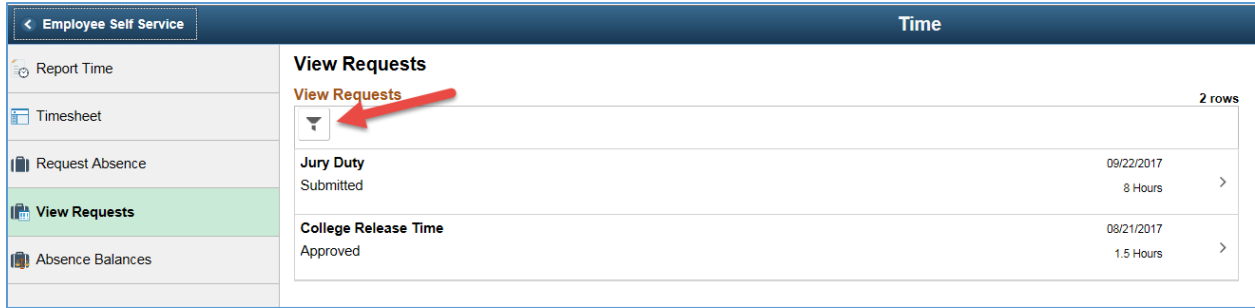 Employee Self Service
Time
Report Time
Timesheet
Request Absence
View Requests
Absence Balances
View Requests
View Requests
2 rows
Jury Duty
09/22/2017
Submitted
8 Hours
College Release Time
08/21/2017
Approved
1.5 Hours